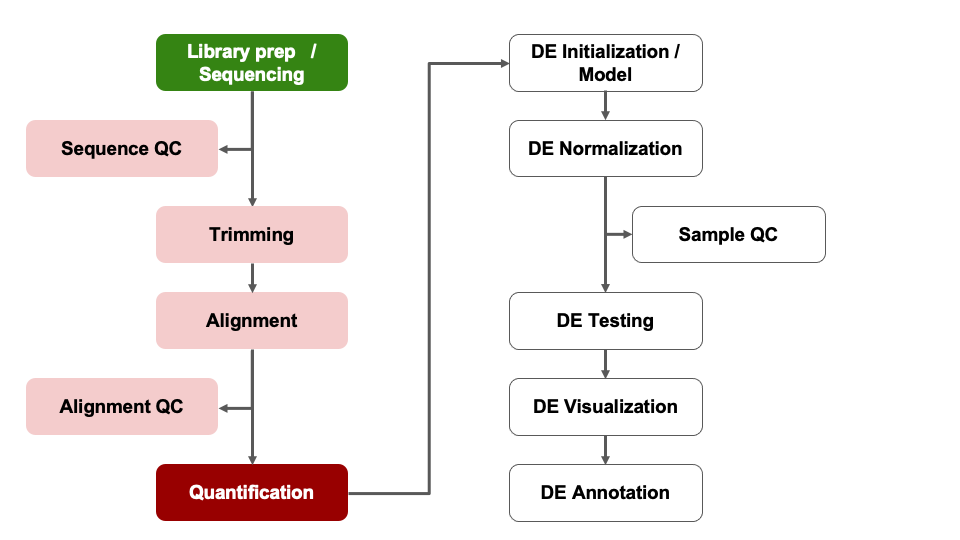 Library prep /
Sequencing
Sequence QC
Trimming
Alignment
Alignment QC
Quantification
DE Initialization /
Model
DE Normalization
Sample QC
DE Testing
DE Visualization
DE Annotation